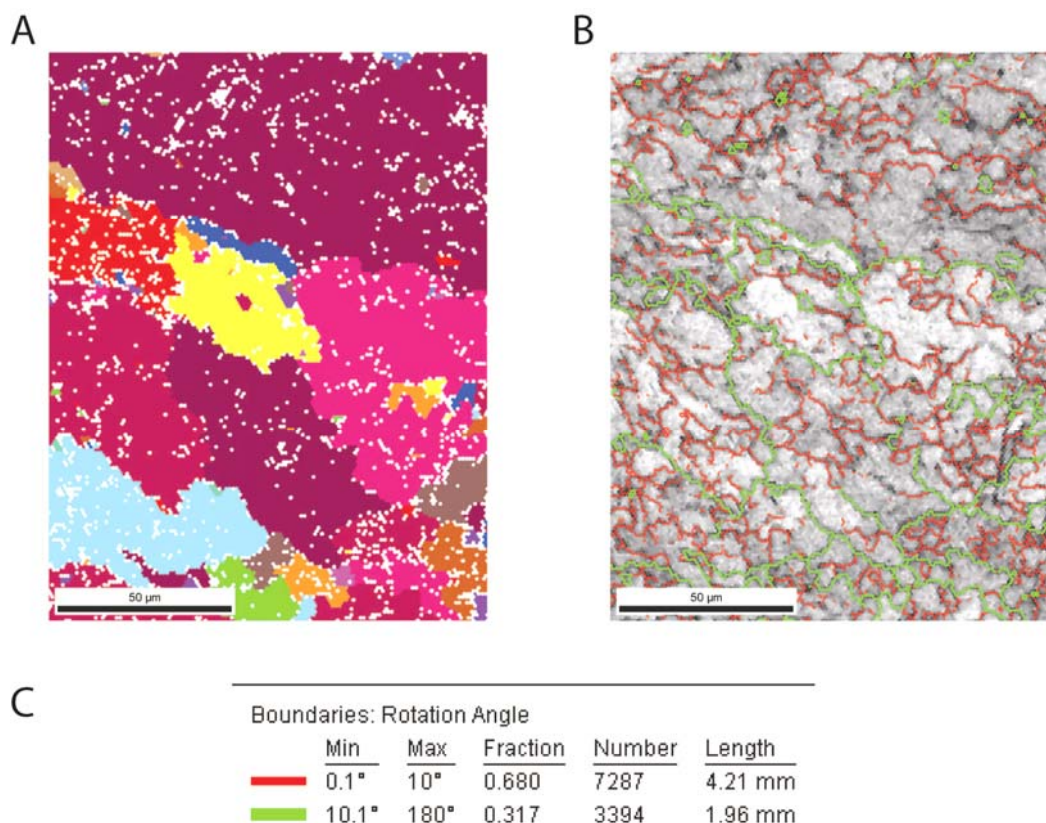 A
B
50 µm
50 µm
C
Boundaries: Rotation Angle
Min Max Fraction Number Length
0.1° 10° 0.680 7287 4.21 mm
10.1° 180° 0.317 3394 1.96 mm